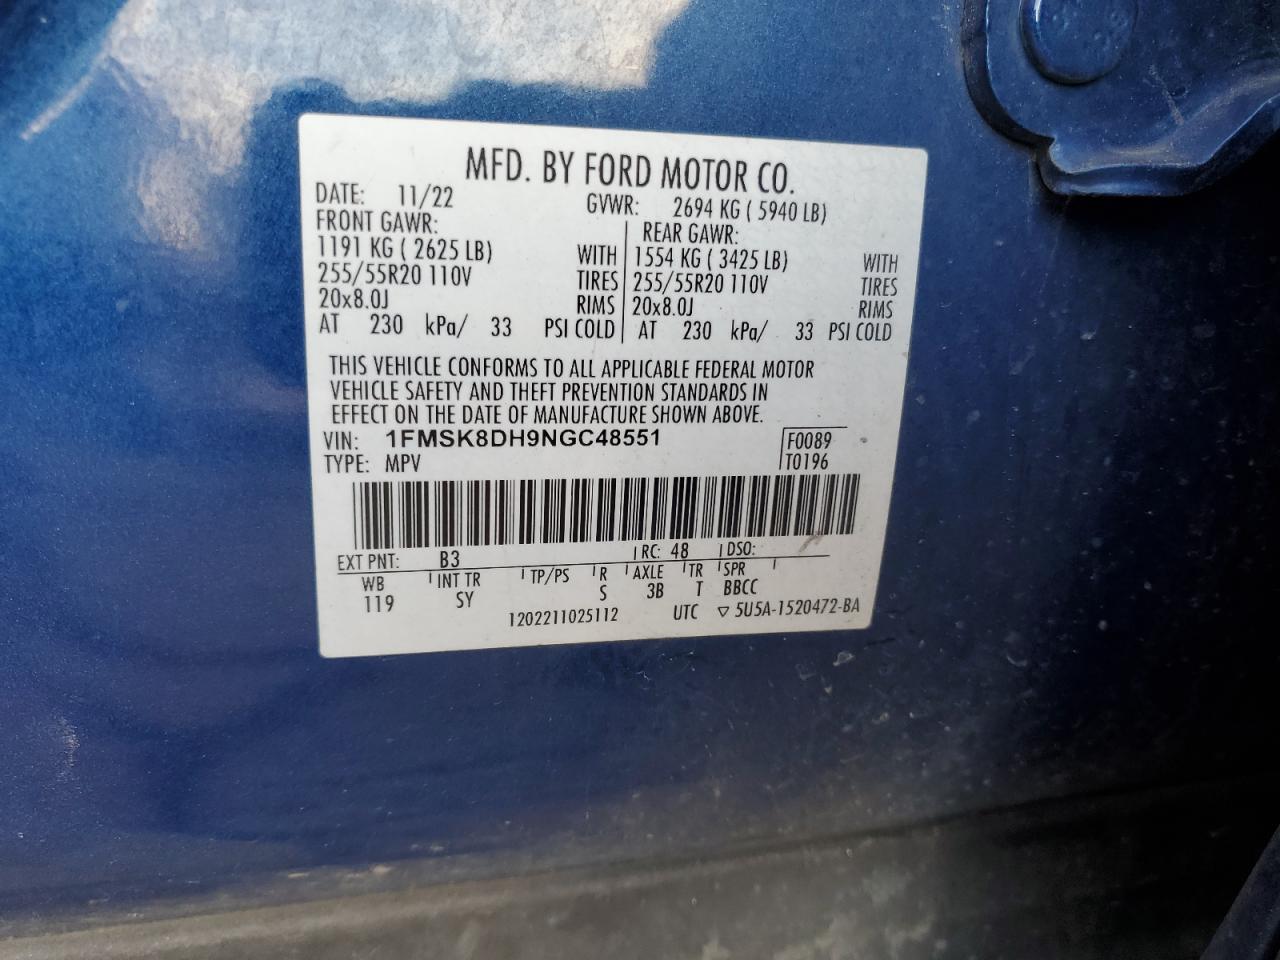 MFD. BY FORD MOTOR CO.
DATE: 11/22 GVWR: 2694 KG ( 5940 LB)
FRONT GAWR: REAR GAWR:
1191 KG ( 2625 LB) WITH 1554 KG ( 3425 LB) WITH
255/55R20 110V TIRES 255/55R20 110V TIRES
20x8.0J RIMS 20x8.0J RIMS
AT 230 kPa/ 33 PSI COLD AT 230 kPa/ 33 PSI COLD
THIS VEHICLE CONFORMS TO ALL APPLICABLE FEDERAL MOTOR
VEHICLE SAFETY AND THEFT PREVENTION STANDARDS IN
EFFECT ON THE DATE OF MANUFACTURE SHOWN ABOVE.
VIN: 1FMSK8DH9NGC48551 F0089
TYPE: MPV T0196
EXT PNT: B3 RC: 48 DSO:
WB INT TR TP/PS R AXLE TR SPR
119 SY S 3B T BBCC
1202211025112 UTC ▽ 5U5A-1520472-BA